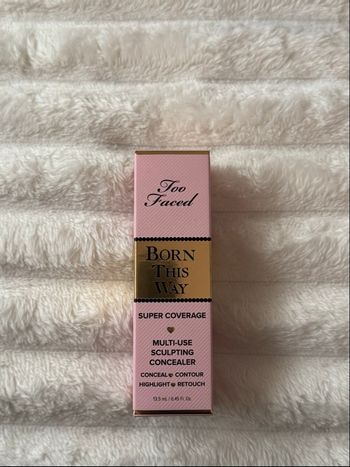 Too
Faced
BORN
THIS
WAY
SUPER COVERAGE
MULTI-USE
SCULPTING
CONCEALER
CONCEAL CONTOUR
HIGHLIGHT RETOUCH
13.5 mL / 0.45 Fl. Oz.